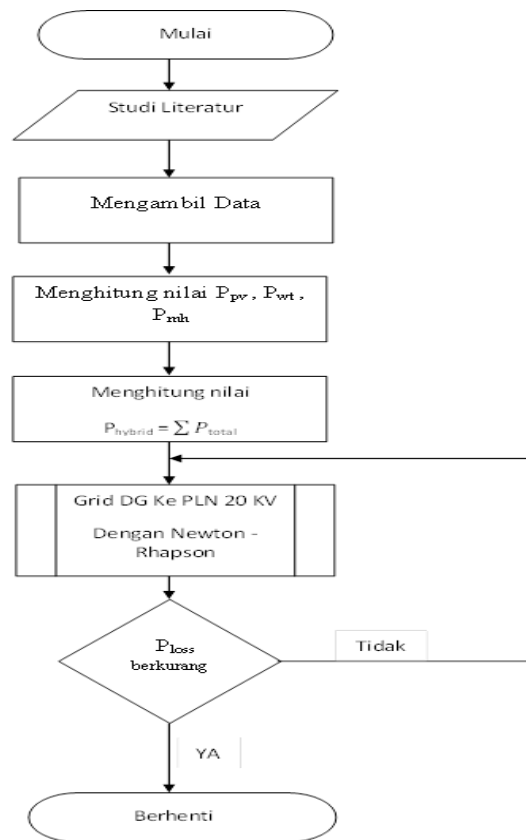 Mulai
Studi Literatur
Mengambil Data
Menghitung nilai Ppv , Pwt ,
Pmh
Menghitung nilai
Phybrid = ∑ Ptotal
Grid DG Ke PLN 20 KV
Dengan Newton -
Rhapson
Ploss
berkurang
Tidak
YA
Berhenti